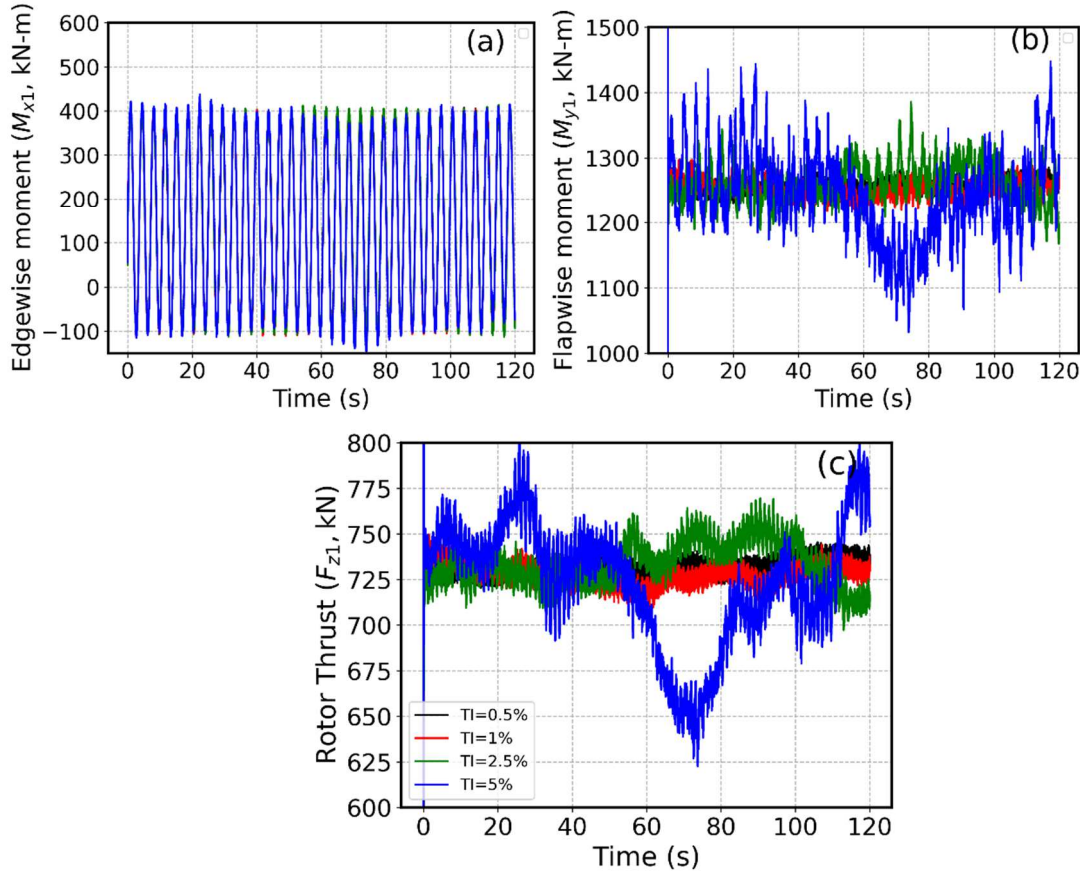 (a)
Edgewise moment (M_x1, kN-m)
600
500
400
300
200
100
0
−100
0 20 40 60 80 100 120
Time (s)
(b)
Flapwise moment (M_y1, kN-m)
1500
1400
1300
1200
1100
1000
0 20 40 60 80 100 120
Time (s)
(c)
Rotor Thrust (F_z1, kN)
800
775
750
725
700
675
650
625
600
TI=0.5%
TI=1%
TI=2.5%
TI=5%
0 20 40 60 80 100 120
Time (s)